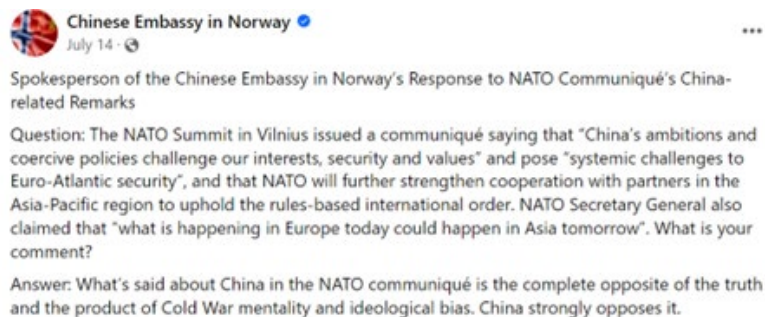 Chinese Embassy in Norway
July 14 ·
Spokesperson of the Chinese Embassy in Norway's Response to NATO Communiqué's China-
related Remarks
Question: The NATO Summit in Vilnius issued a communiqué saying that "China's ambitions and
coercive policies challenge our interests, security and values" and pose "systemic challenges to
Euro-Atlantic security", and that NATO will further strengthen cooperation with partners in the
Asia-Pacific region to uphold the rules-based international order. NATO Secretary General also
claimed that "what is happening in Europe today could happen in Asia tomorrow". What is your
comment?
Answer: What's said about China in the NATO communiqué is the complete opposite of the truth
and the product of Cold War mentality and ideological bias. China strongly opposes it.